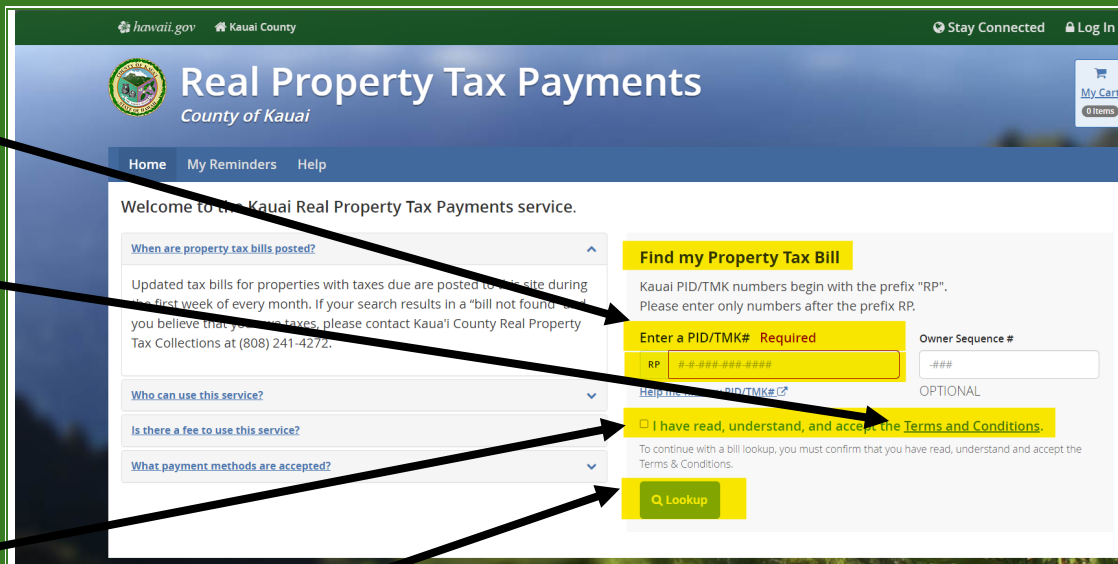 hawaii.gov Kauai County Stay Connected Log In
Real Property Tax Payments
County of Kauai
My Cart
0 Items
Home My Reminders Help
Welcome to the Kauai Real Property Tax Payments service.
When are property tax bills posted?
Updated tax bills for properties with taxes due are posted to this site during
the first week of every month. If your search results in a “bill not found” and
you believe that you own taxes, please contact Kaua'i County Real Property
Tax Collections at (808) 241-4272.
Who can use this service?
Is there a fee to use this service?
What payment methods are accepted?
Find my Property Tax Bill
Kauai PID/TMK numbers begin with the prefix "RP".
Please enter only numbers after the prefix RP.
Enter a PID/TMK# Required
RP #-#-###-###-####
Help me PID/TMK#
Owner Sequence #
-###
OPTIONAL
I have read, understand, and accept the Terms and Conditions.
To continue with a bill lookup, you must confirm that you have read, understand and accept the
Terms & Conditions.
Lookup